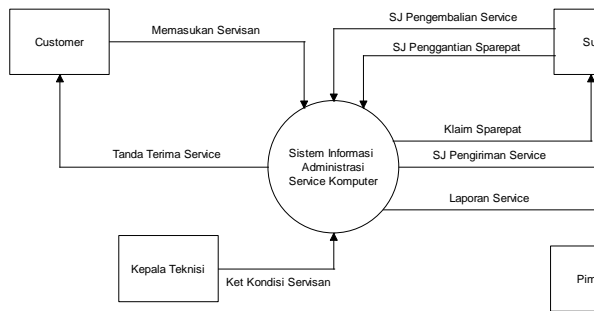 SJ Pengembalian Service
Customer
Memasukan Servisan
SJ Penggantian Sparepat
Klaim Sparepat
Sistem Informasi
Administrasi
Service Komputer
Tanda Terima Service
SJ Pengiriman Service
Laporan Service
Kepala Teknisi
Ket Kondisi Servisan